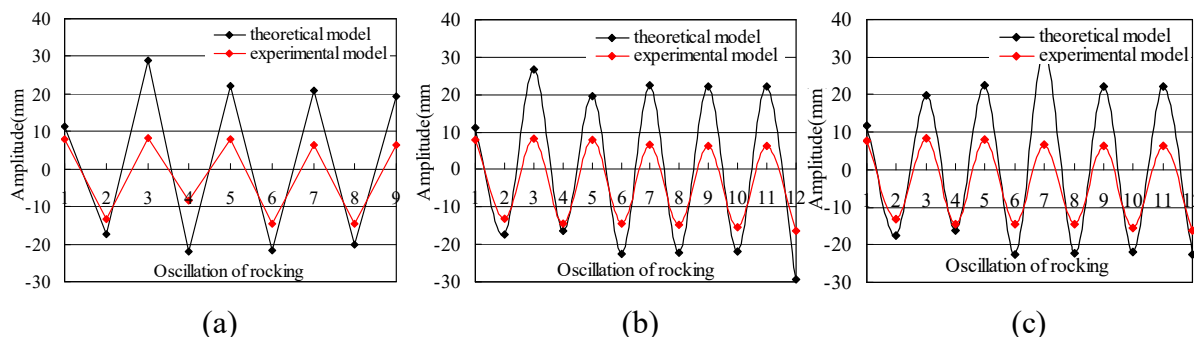 40
30
20
10
0
-10
-20
-30
Amplitude(mm
theoretical model
experimental model
1 2 3 4 5 6 7 8 9
Oscillation of rocking
(a)
40
30
20
10
0
-10
-20
-30
Amplitude(mm
theoretical model
experimental model
1 2 3 4 5 6 7 8 9 10 11 12
Oscillation of rocking
(b)
40
30
20
10
0
-10
-20
-30
Amplitude(mm
theoretical model
experimental model
2 3 4 5 6 7 8 9 10 11
Oscillation of rocking
(c)